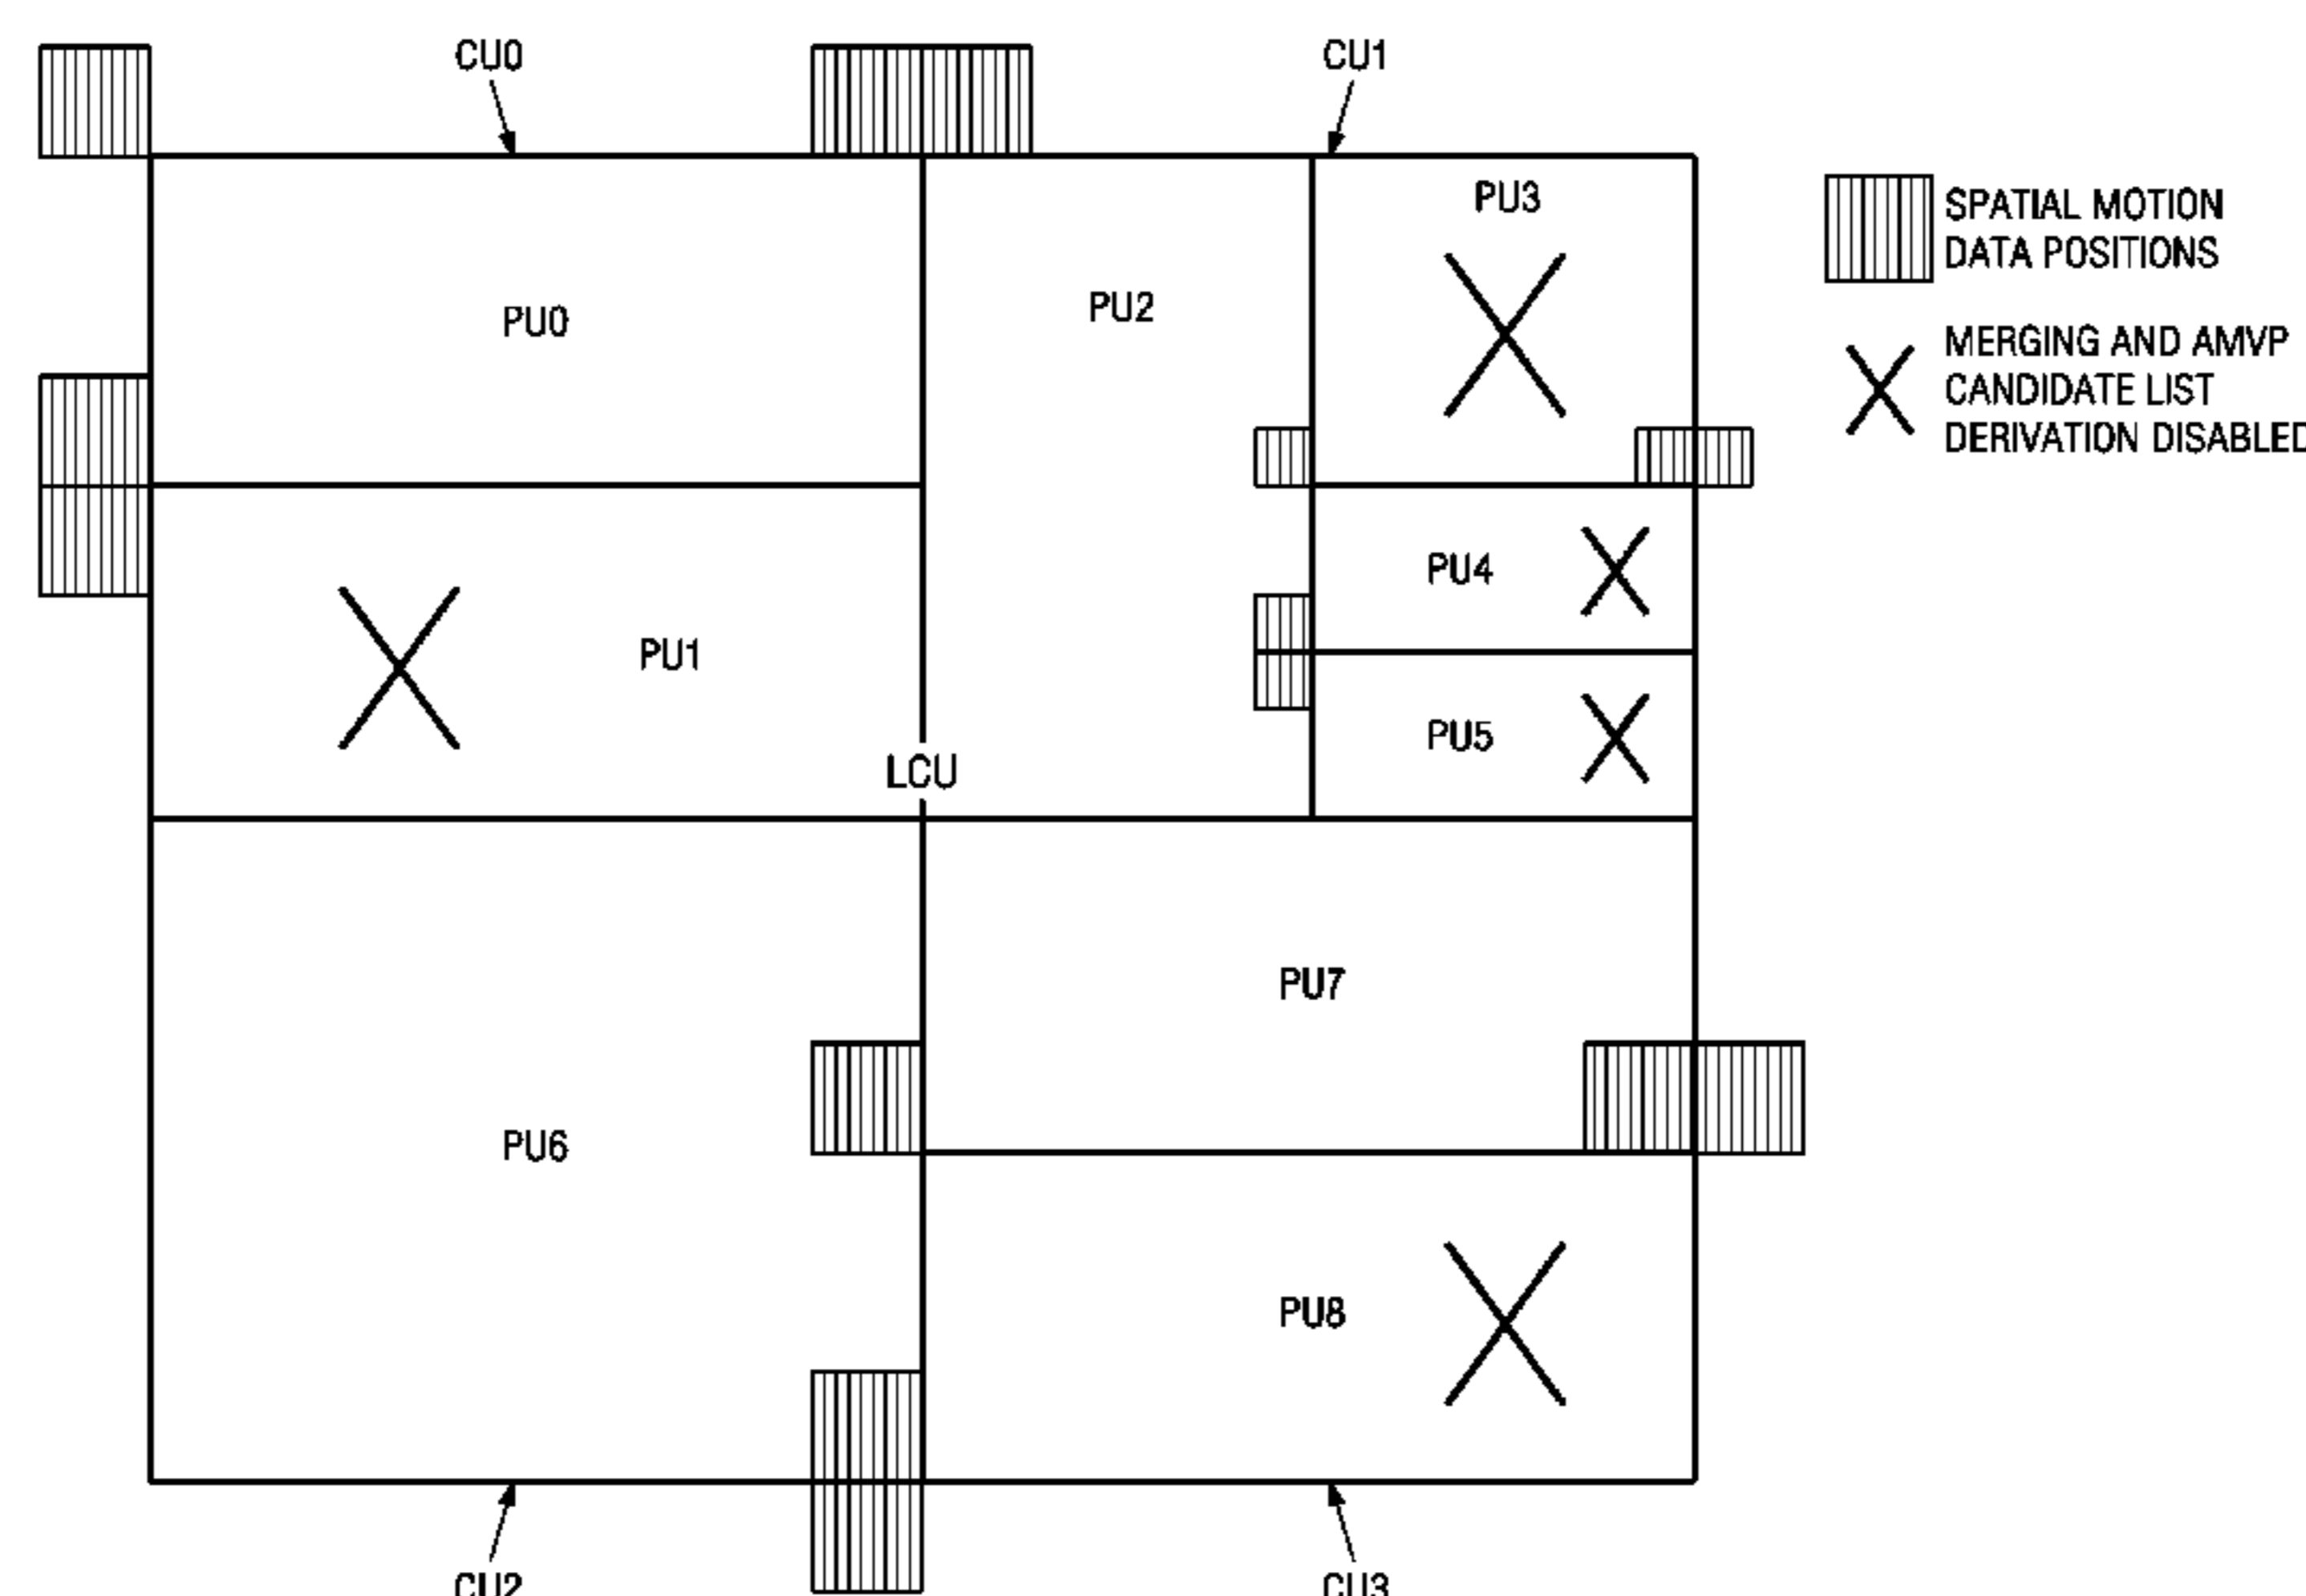 CU0
CU1
PU3
SPATIAL MOTION
DATA POSITIONS
PU0
PU2
MERGING AND AMVP
CANDIDATE LIST
DERIVATION DISABLED
PU4
PU1
PU5
LCU
PU7
PU6
PU8
CU2
CU3